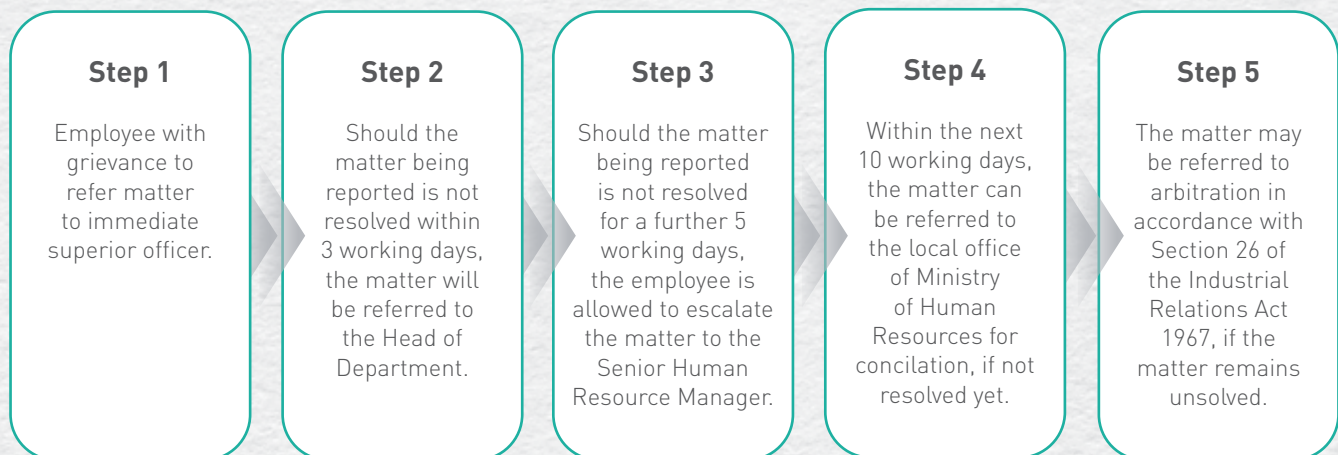 Step 1
Employee with
grievance to
refer matter
to immediate
superior officer.
Step 2
Should the
matter being
reported is not
resolved within
3 working days,
the matter will
be referred to
the Head of
Department.
Step 3
Should the matter
being reported
is not resolved
for a further 5
working days,
the employee is
allowed to escalate
the matter to the
Senior Human
Resource Manager.
Step 4
Within the next
10 working days,
the matter can
be referred to
the local office
of Ministry
of Human
Resources for
concilation, if not
resolved yet.
Step 5
The matter may
be referred to
arbitration in
accordance with
Section 26 of
the Industrial
Relations Act
1967, if the
matter remains
unsolved.